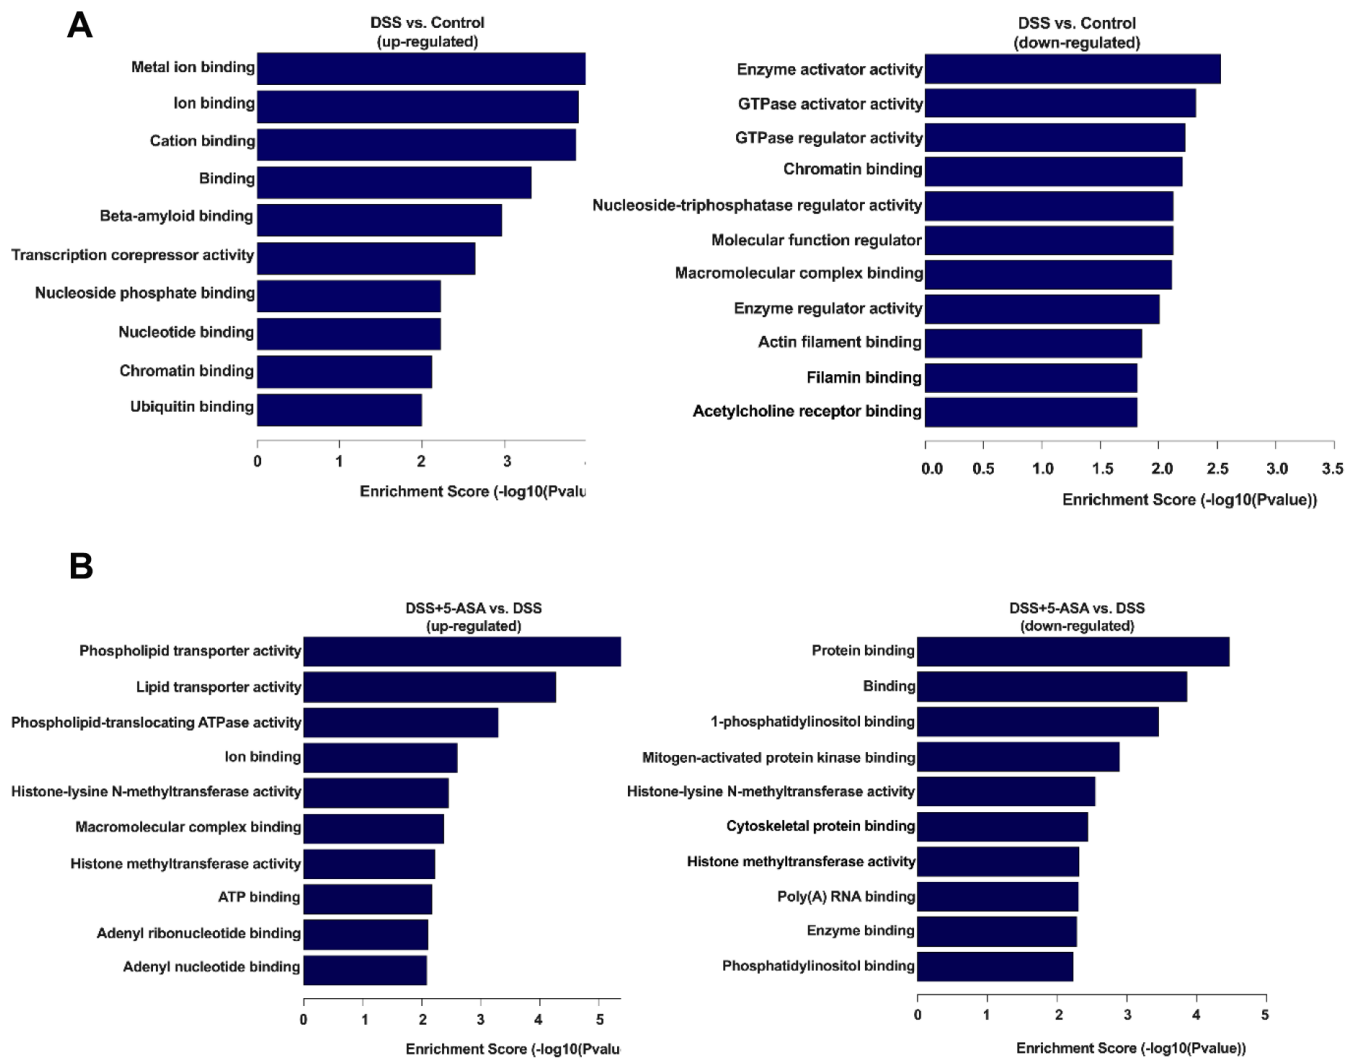 A
DSS vs. Control
(up-regulated)
Metal ion binding
Ion binding
Cation binding
Binding
Beta-amyloid binding
Transcription corepressor activity
Nucleoside phosphate binding
Nucleotide binding
Chromatin binding
Ubiquitin binding
0 1 2 3
Enrichment Score (-log10(Pvalu
DSS vs. Control
(down-regulated)
Enzyme activator activity
GTPase activator activity
GTPase regulator activity
Chromatin binding
Nucleoside-triphosphatase regulator activity
Molecular function regulator
Macromolecular complex binding
Enzyme regulator activity
Actin filament binding
Filamin binding
Acetylcholine receptor binding
0.0 0.5 1.0 1.5 2.0 2.5 3.0 3.5
Enrichment Score (-log10(Pvalue))
B
DSS+5-ASA vs. DSS
(up-regulated)
Phospholipid transporter activity
Lipid transporter activity
Phospholipid-translocating ATPase activity
Ion binding
Histone-lysine N-methyltransferase activity
Macromolecular complex binding
Histone methyltransferase activity
ATP binding
Adenyl ribonucleotide binding
Adenyl nucleotide binding
0 1 2 3 4 5
Enrichment Score (-log10(Pvalu
DSS+5-ASA vs. DSS
(down-regulated)
Protein binding
Binding
1-phosphatidylinositol binding
Mitogen-activated protein kinase binding
Histone-lysine N-methyltransferase activity
Cytoskeletal protein binding
Histone methyltransferase activity
Poly(A) RNA binding
Enzyme binding
Phosphatidylinositol binding
0 1 2 3 4 5
Enrichment Score (-log10(Pvalue))